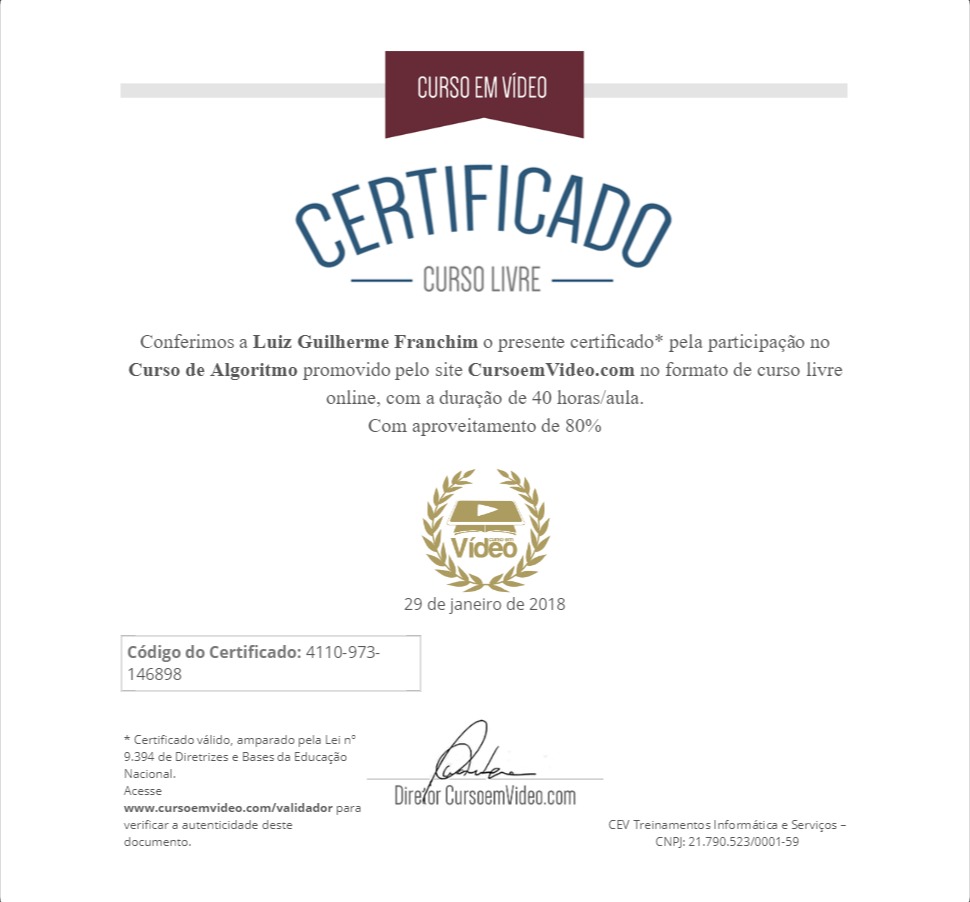 CURSO EM VÍDEO
CERTIFICADO
CURSO LIVRE
Conferimos a Luiz Guilherme Franchim o presente certificado* pela participação no
Curso de Algoritmo promovido pelo site CursoemVideo.com no formato de curso livre
online, com a duração de 40 horas/aula.
Com aproveitamento de 80%
curso em
Vídeo
29 de janeiro de 2018
Código do Certificado: 4110-973-
146898
* Certificado válido, amparado pela Lei nº
9.394 de Diretrizes e Bases da Educação
Nacional.
Acesse
www.cursoemvideo.com/validador para
verificar a autenticidade deste
documento.
Diretor CursoemVideo.com
CEV Treinamentos Informática e Serviços –
CNPJ: 21.790.523/0001-59